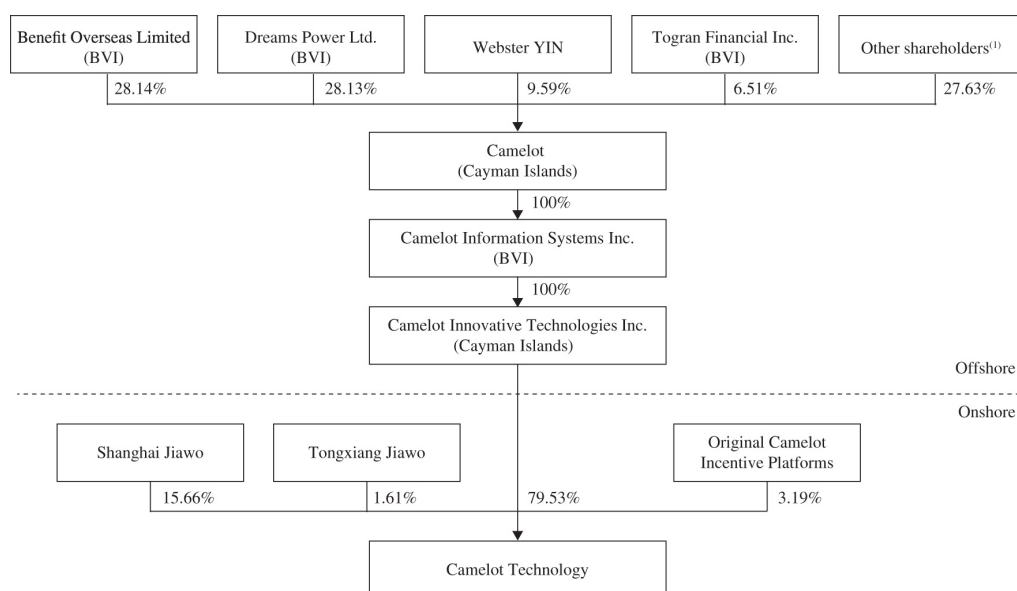 Benefit Overseas Limited
(BVI)
Dreams Power Ltd.
(BVI)
Webster YIN
Togran Financial Inc.
(BVI)
Other shareholders(1)
28.14%
28.13%
9.59%
6.51%
27.63%
Camelot
(Cayman Islands)
100%
Camelot Information Systems Inc.
(BVI)
100%
Camelot Innovative Technologies Inc.
(Cayman Islands)
Offshore
Onshore
Shanghai Jiawo
Tongxiang Jiawo
Original Camelot
Incentive Platforms
15.66%
1.61%
79.53%
3.19%
Camelot Technology